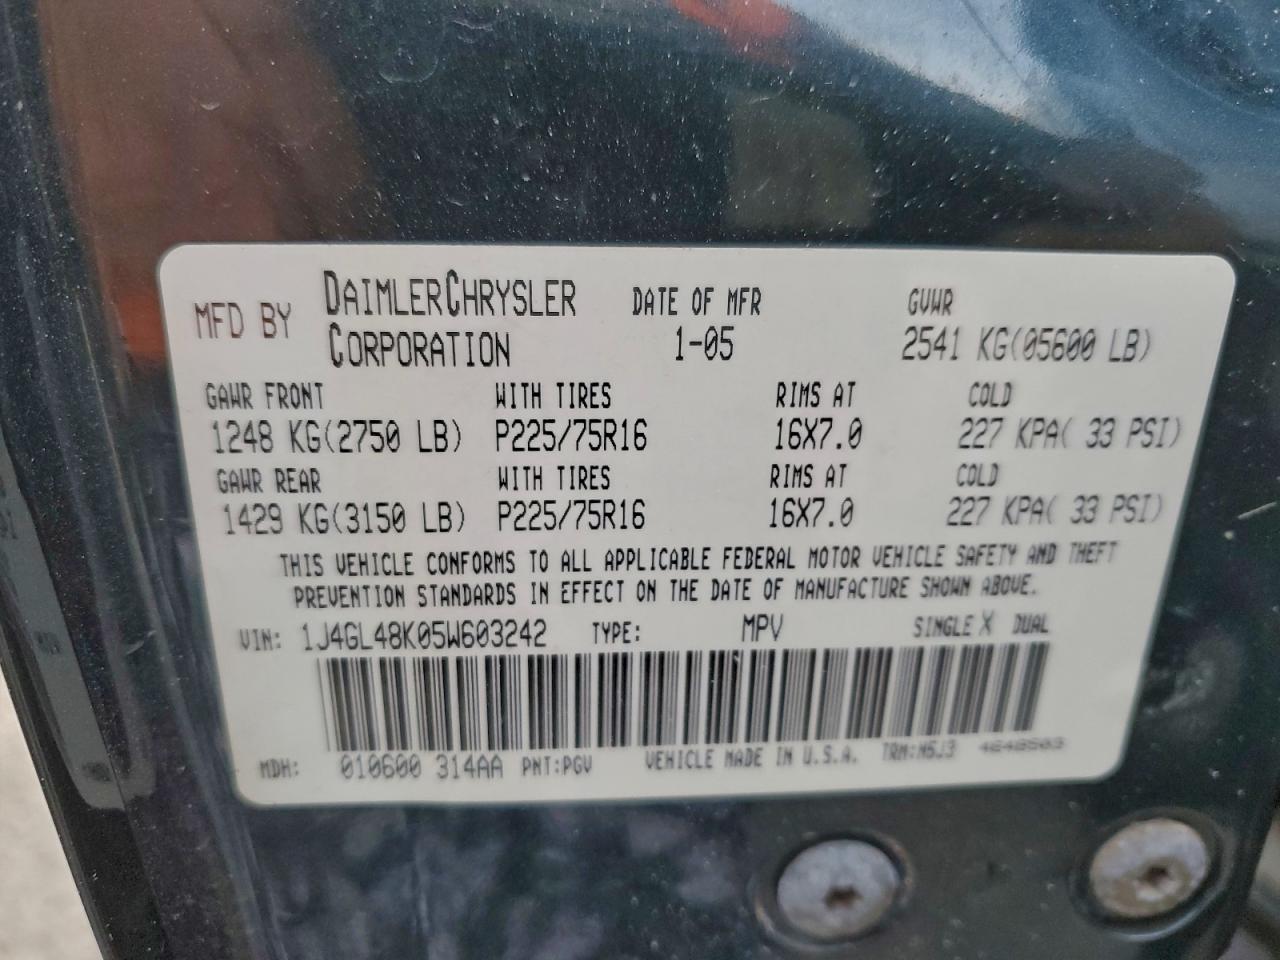 MFD BY DAIMLERCHRYSLER CORPORATION DATE OF MFR GVWR
1-05 2541 KG(05600 LB)
GAWR FRONT WITH TIRES RIMS AT COLD
1248 KG(2750 LB) P225/75R16 16X7.0 227 KPA( 33 PSI)
GAWR REAR WITH TIRES RIMS AT COLD
1429 KG(3150 LB) P225/75R16 16X7.0 227 KPA( 33 PSI)
THIS VEHICLE CONFORMS TO ALL APPLICABLE FEDERAL MOTOR VEHICLE SAFETY AND THEFT
PREVENTION STANDARDS IN EFFECT ON THE DATE OF MANUFACTURE SHOWN ABOVE.
VIN: 1J4GL48K05W603242 TYPE: MPV SINGLE X DUAL
MDH: 010600 314AA PNT:PGV VEHICLE MADE IN U.S.A. TRM:M5J3